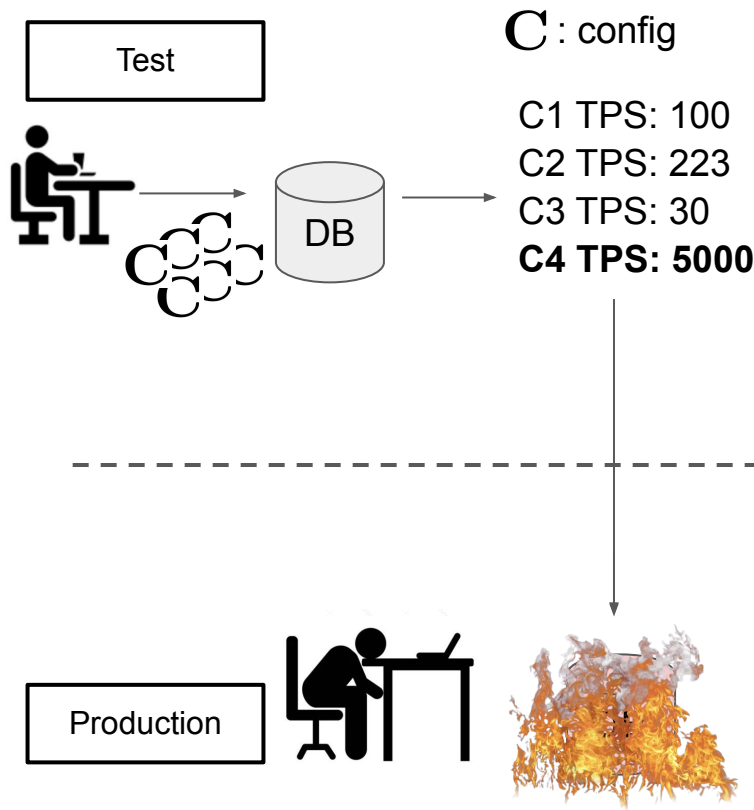 Test
C : config
C1 TPS: 100
C2 TPS: 223
C3 TPS: 30
C4 TPS: 5000
C C C C C C
DB
Production